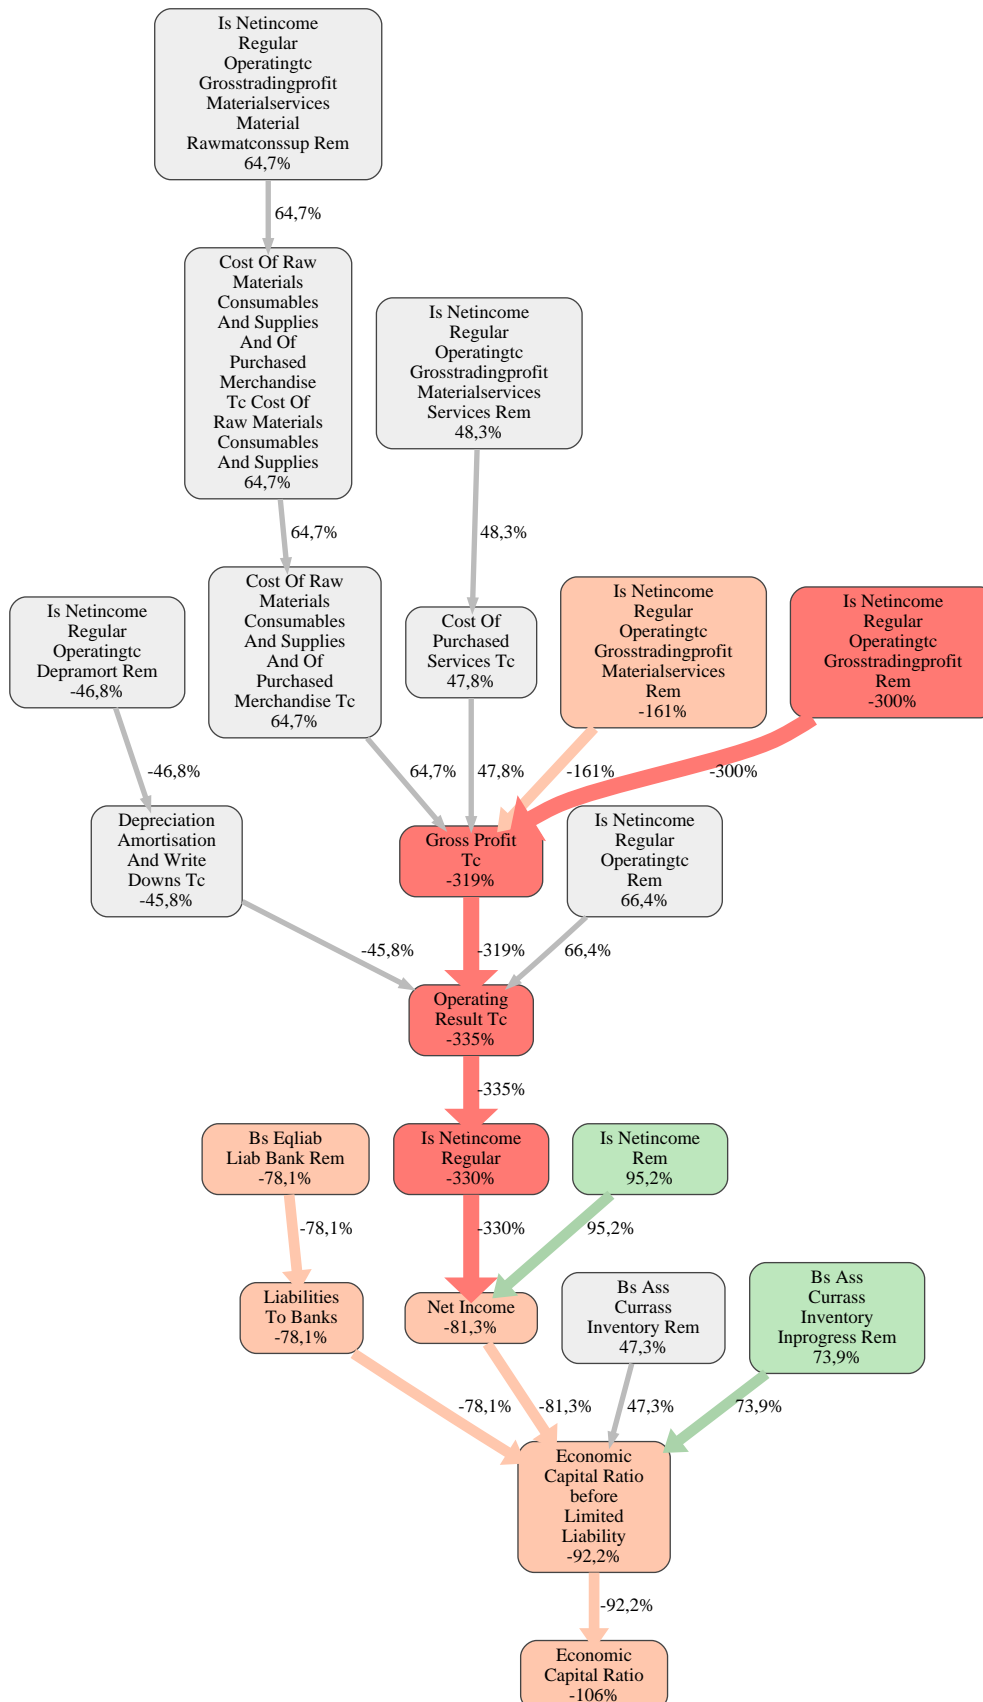 Is Netincome
Regular
Operatingtc
Grosstradingprofit
Materialservices
Material
Rawmatconssup Rem
64,7%
64,7%
Cost Of Raw
Materials
Consumables
And Supplies
And Of
Purchased
Merchandise
Tc Cost Of
Raw Materials
Consumables
And Supplies
64,7%
Is Netincome
Regular
Operatingtc
Grosstradingprofit
Materialservices
Services Rem
48,3%
64,7%
48,3%
Is Netincome
Regular
Operatingtc
Depramort Rem
-46,8%
Cost Of Raw
Materials
Consumables
And Supplies
And Of
Purchased
Merchandise Tc
64,7%
Cost Of
Purchased
Services Tc
47,8%
Is Netincome
Regular
Operatingtc
Grosstradingprofit
Materialservices
Rem
-161%
Is Netincome
Regular
Operatingtc
Grosstradingprofit
Rem
-300%
-46,8%
64,7%
47,8%
-161%
-300%
Depreciation
Amortisation
And Write
Downs Tc
-45,8%
Gross Profit
Tc
-319%
Is Netincome
Regular
Operatingtc
Rem
66,4%
-45,8%
-319%
66,4%
Operating
Result Tc
-335%
-335%
Bs Eqliab
Liab Bank Rem
-78,1%
Is Netincome
Regular
-330%
Is Netincome
Rem
95,2%
-78,1%
-330%
95,2%
Liabilities
To Banks
-78,1%
Net Income
-81,3%
Bs Ass
Currass
Inventory Rem
47,3%
Bs Ass
Currass
Inventory
Inprogress Rem
73,9%
-78,1%
-81,3%
47,3%
73,9%
Economic
Capital Ratio
before
Limited
Liability
-92,2%
-92,2%
Economic
Capital Ratio
-106%